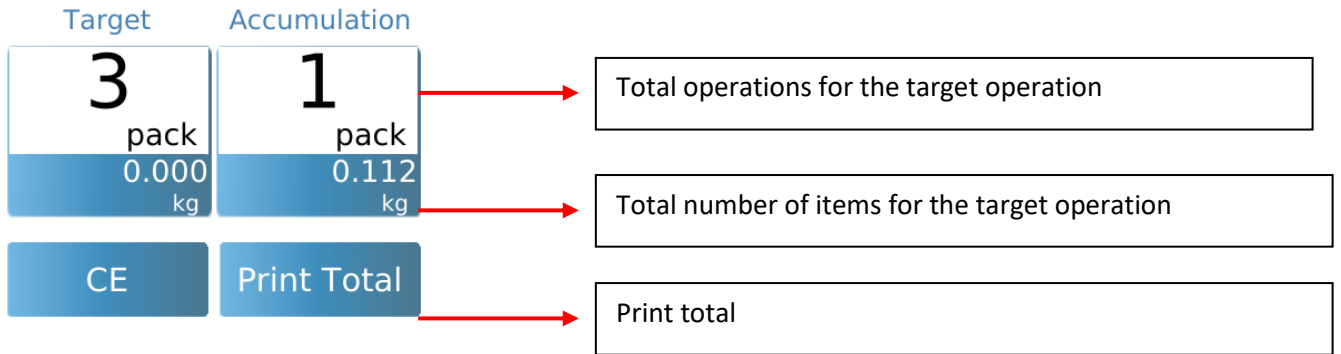 Target Accumulation
3 1
pack pack
0.000 0.112
kg kg
CE Print Total
Total operations for the target operation
Total number of items for the target operation
Print total